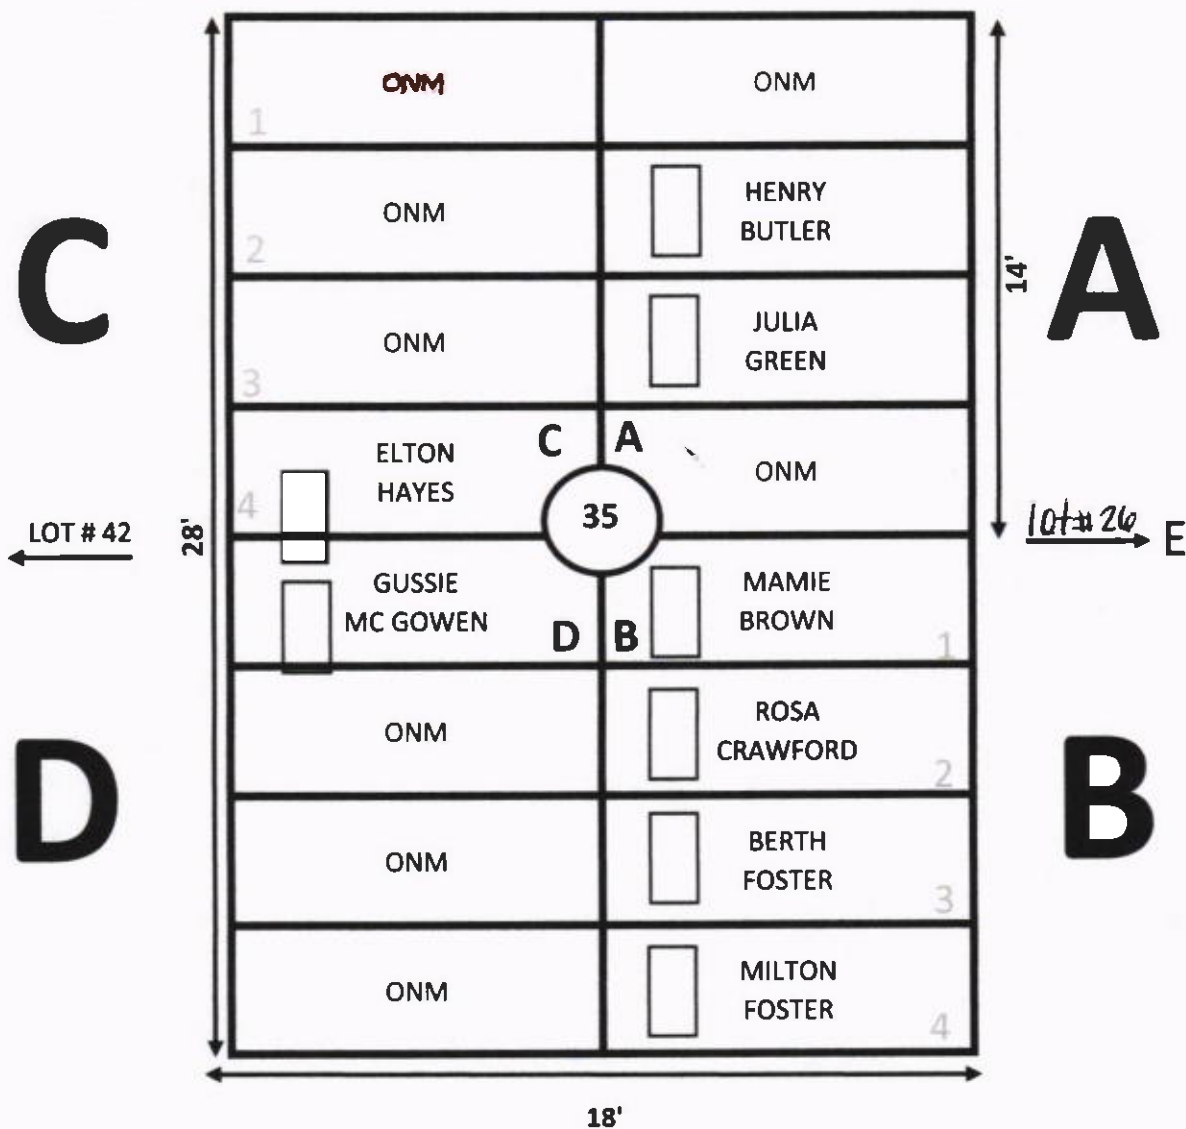 ONM
ONM
1
ONM
HENRY
BUTLER
2
C
A
14'
ONM
JULIA
GREEN
3
C
A
ELTON
HAYES
ONM
4
35
LOT # 42
28'
lot # 26
E
GUSSIE
MC GOWEN
MAMIE
BROWN
D
B
1
ONM
ROSA
CRAWFORD
2
D
B
ONM
BERTH
FOSTER
3
ONM
MILTON
FOSTER
4
18'